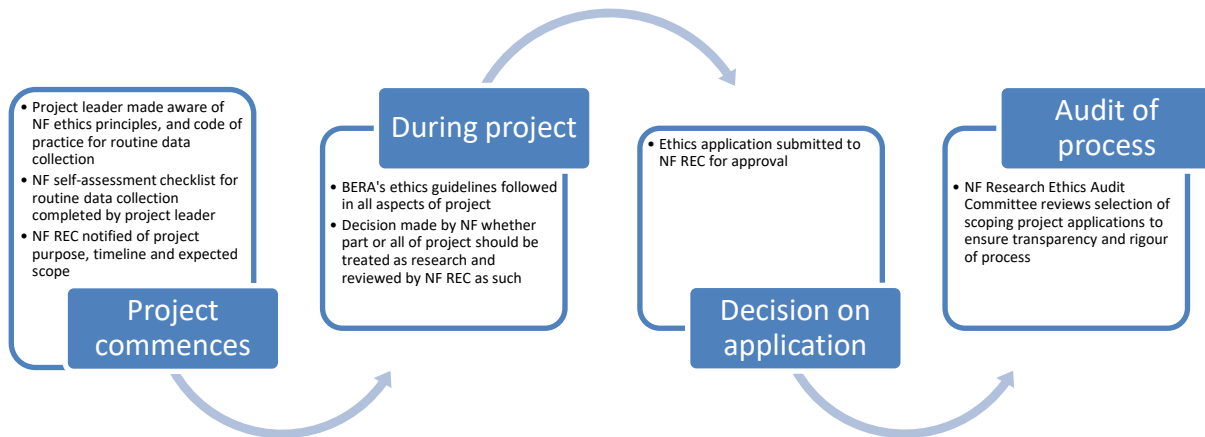 • Project leader made aware of
NF ethics principles, and code of
practice for routine data
collection
• NF self-assessment checklist for
routine data collection
completed by project leader
• NF REC notified of project
purpose, timeline and expected
scope
Project
commences
During project
• BERA's ethics guidelines followed
in all aspects of project
• Decision made by NF whether
part or all of project should be
treated as research and
reviewed by NF REC as such
• Ethics application submitted to
NF REC for approval
Decision on
application
Audit of
process
• NF Research Ethics Audit
Committee reviews selection of
scoping project applications to
ensure transparency and rigour
of process